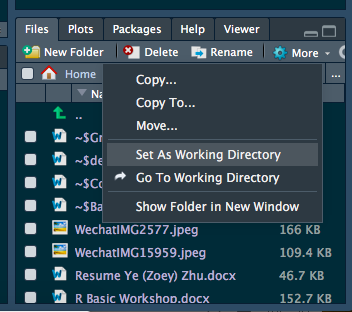 Files Plots Packages Help Viewer
New Folder Delete Rename More
Home ...
Na
Copy...
Copy To...
Move...
Set As Working Directory
Go To Working Directory
Show Folder in New Window
..
~$Gr
~$de
~$Co
~$Ba
WechatIMG2577.jpeg 166 KB
WechatIMG15959.jpeg 109.4 KB
Resume Ye (Zoey) Zhu.docx 46.7 KB
R Basic Workshop.docx 152.7 KB